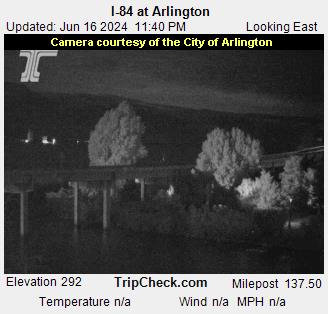 I-84 at Arlington
Updated: Jun 16 2024 11:40 PM Looking East
Camera courtesy of the City of Arlington
Elevation 292 TripCheck.com Milepost 137.50
Temperature n/a Wind n/a MPH n/a